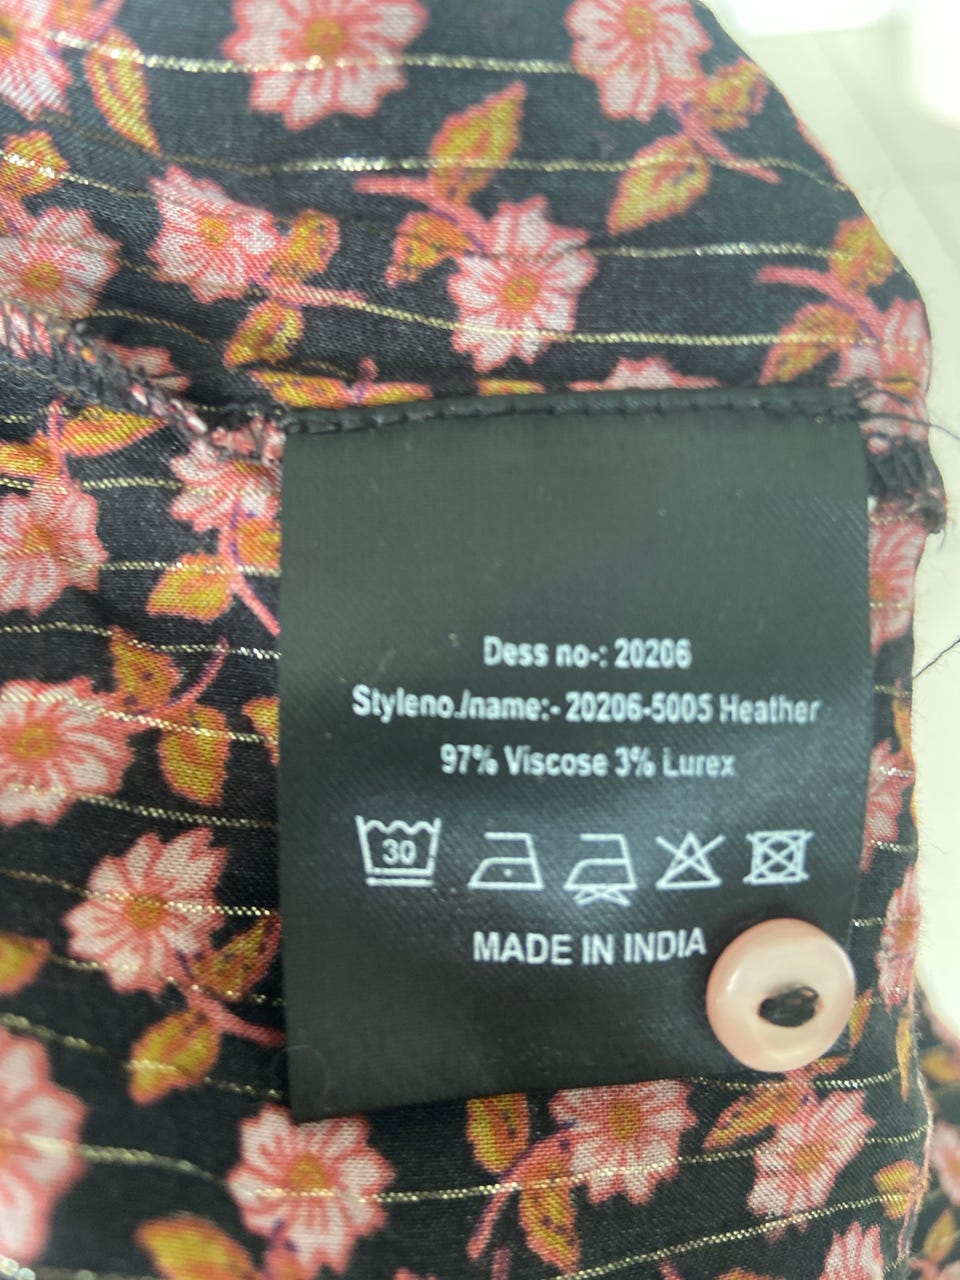 Dess no-: 20206
Styleno./name:- 20206-5005 Heather
97% Viscose 3% Lurex
30
MADE IN INDIA